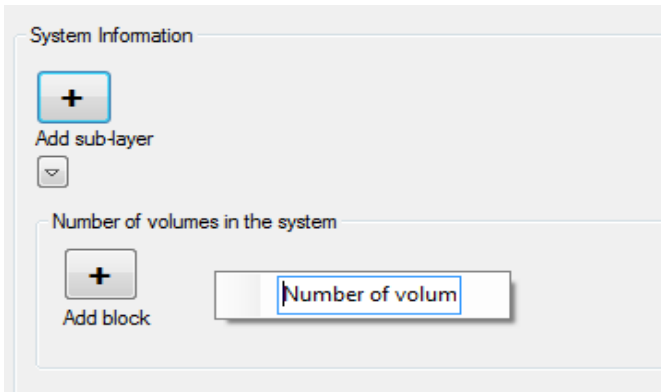 System Information
+
Add sub-layer
Number of volumes in the system
+
Add block
Number of volum